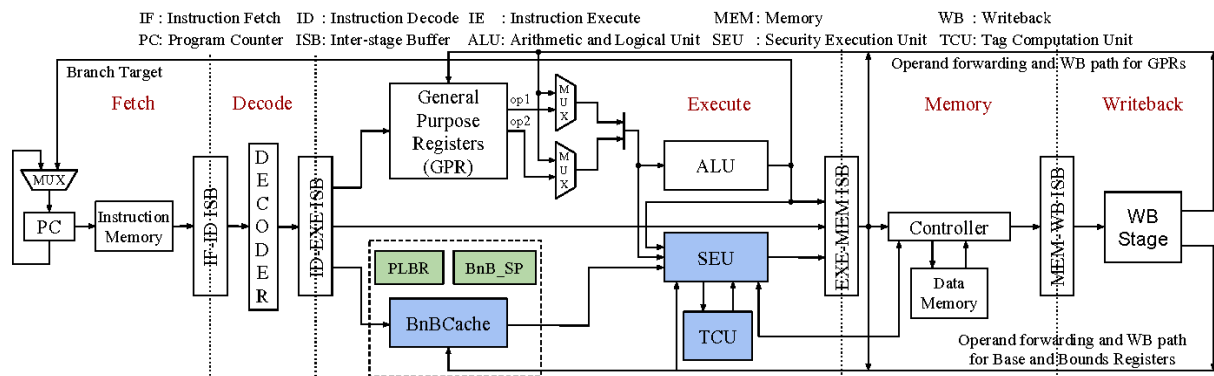 IF : Instruction Fetch ID : Instruction Decode IE : Instruction Execute MEM: Memory WB : Writeback
PC: Program Counter ISB: Inter-stage Buffer ALU: Arithmetic and Logical Unit SEU : Security Execution Unit TCU: Tag Computation Unit
Branch Target
Operand forwarding and WB path for GPRs
Fetch
Decode
Execute
Memory
Writeback
General
Purpose
Registers
(GPR)
op1
op2
MUX
MUX
MUX
PC
Instruction
Memory
IF-ID ISB
DECODER
ID-EXE ISB
ALU
EXE-MEM ISB
Controller
Data
Memory
MEM-WB ISB
WB
Stage
PLBR
BnB_SP
BnBCache
SEU
TCU
Operand forwarding and WB path
for Base and Bounds Registers